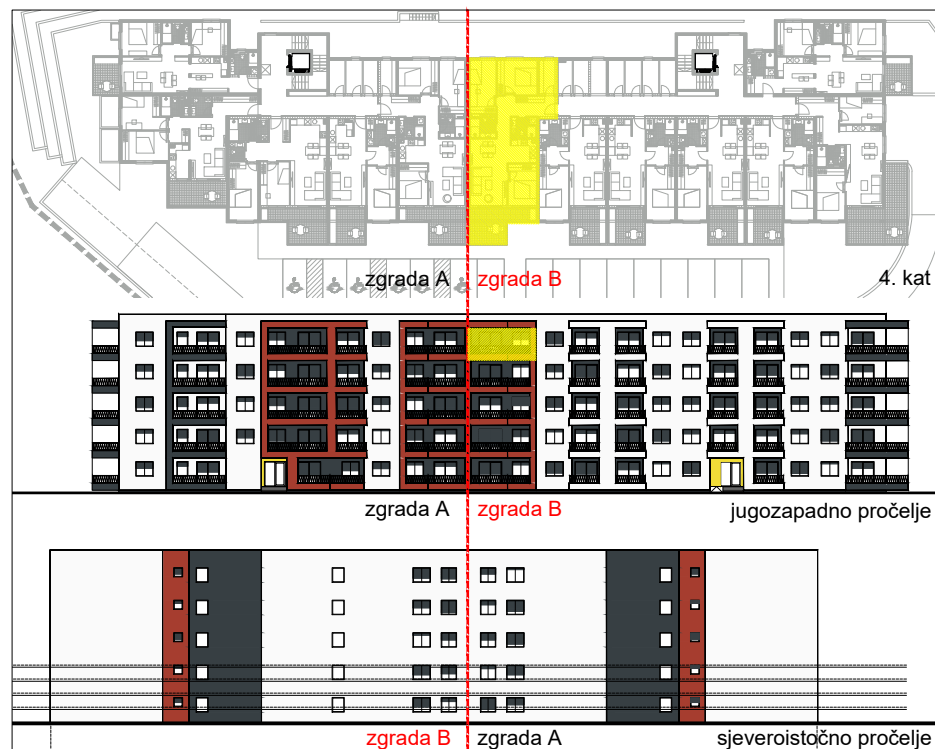 zgrada A zgrada B 4. kat
zgrada A zgrada B jugozapadno pročelje
zgrada B zgrada A sjeveroistočno pročelje